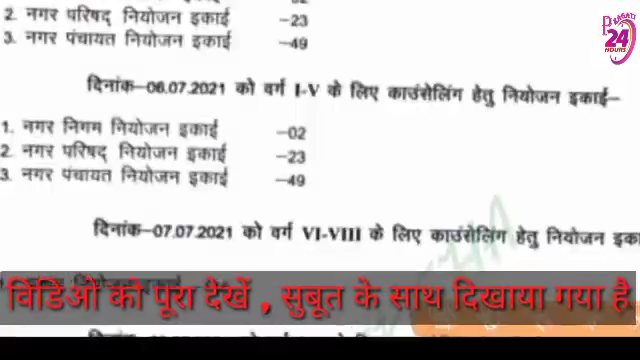 2. नगर परिषद् नियोजन इकाई –23
3. नगर पंचायत नियोजन इकाई –49
PRAGATI
24
HOURS
दिनांक–06.07.2021 को वर्ग I-V के लिए काउंसेलिंग हेतु नियोजन इकाई–
1. नगर निगम नियोजन इकाई –02
2. नगर परिषद् नियोजन इकाई –23
3. नगर पंचायत नियोजन इकाई –49
दिनांक–07.07.2021 को वर्ग VI-VIII के लिए काउंसेलिंग हेतु नियोजन
विडिओ को पूरा देखें , सुबूत के साथ दिखाया गया है